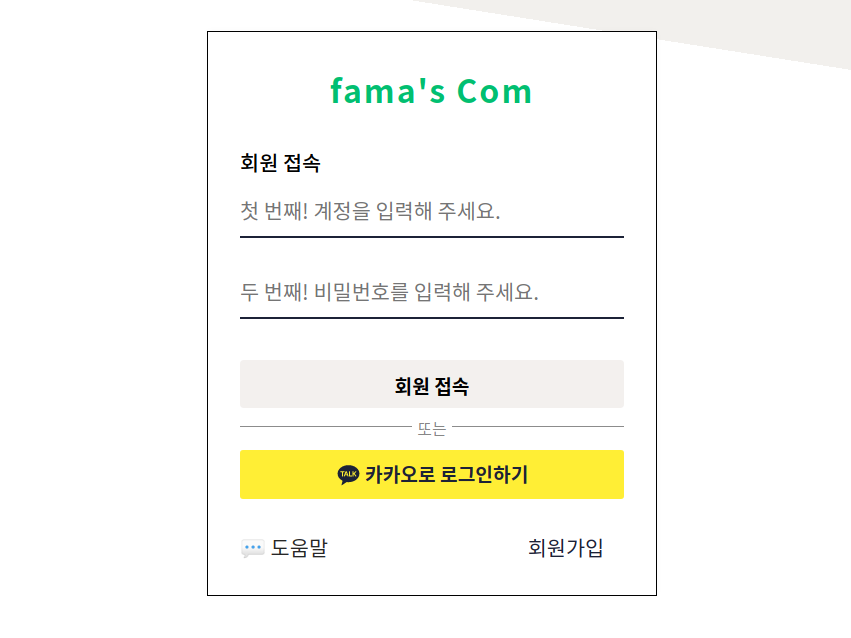 fama's Com
회원 접속
첫 번째! 계정을 입력해 주세요.
두 번째! 비밀번호를 입력해 주세요.
회원 접속
또는
TALK 카카오로 로그인하기
💬 도움말 회원가입